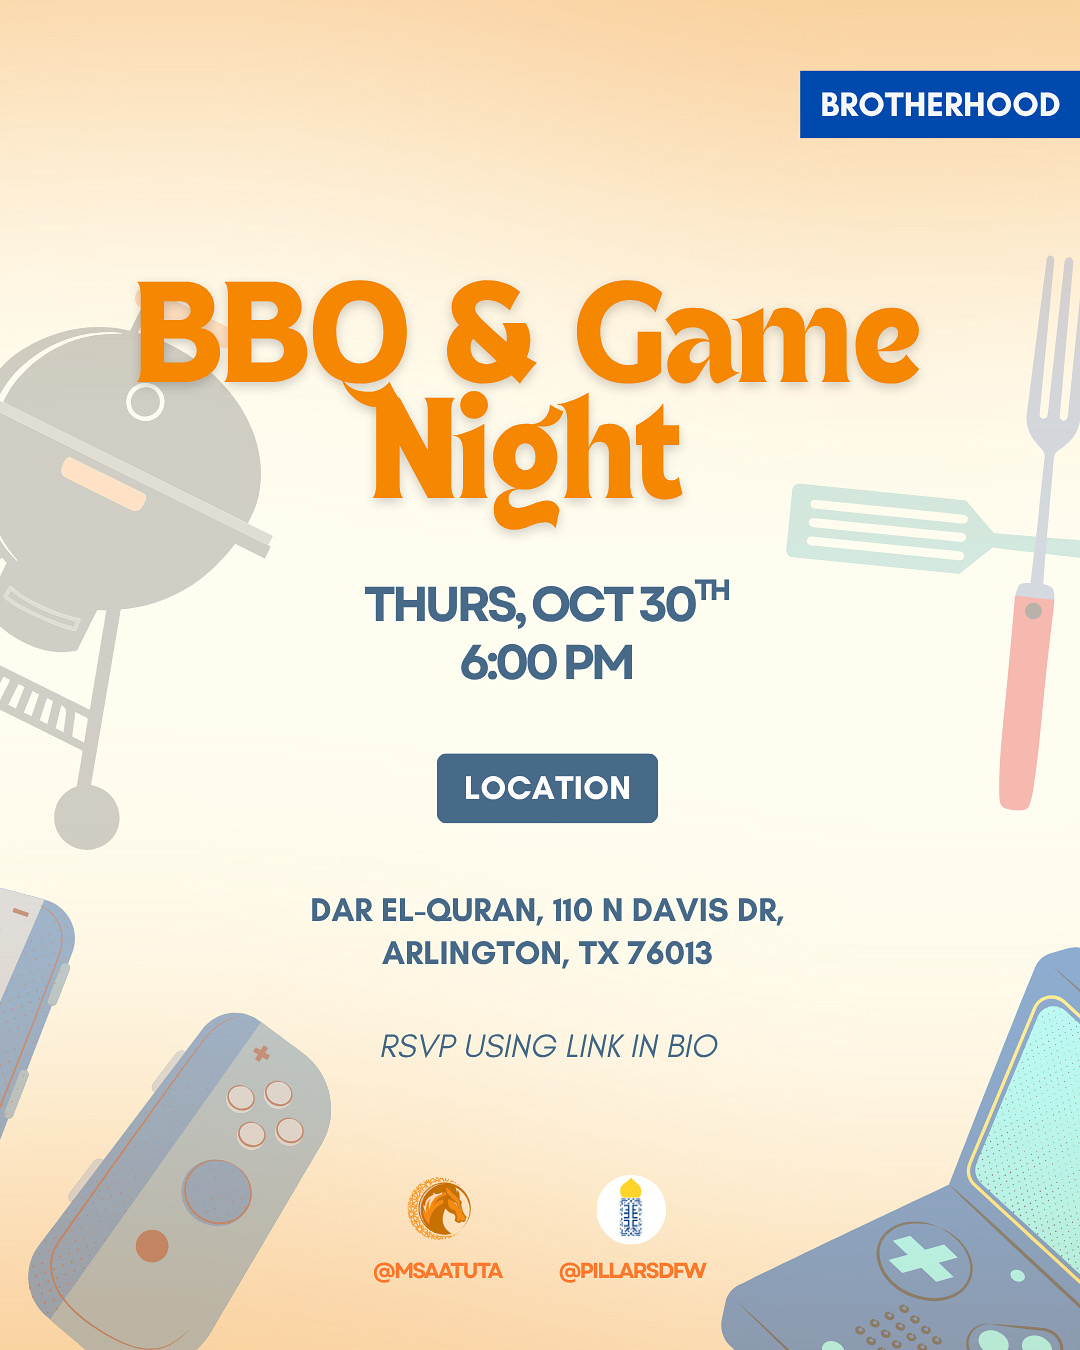 BROTHERHOOD
BBQ & Game
Night
THURS, OCT 30TH
6:00 PM
LOCATION
DAR EL-QURAN, 110 N DAVIS DR,
ARLINGTON, TX 76013
RSVP USING LINK IN BIO
@MSAATUTA
@PILLARSDFW